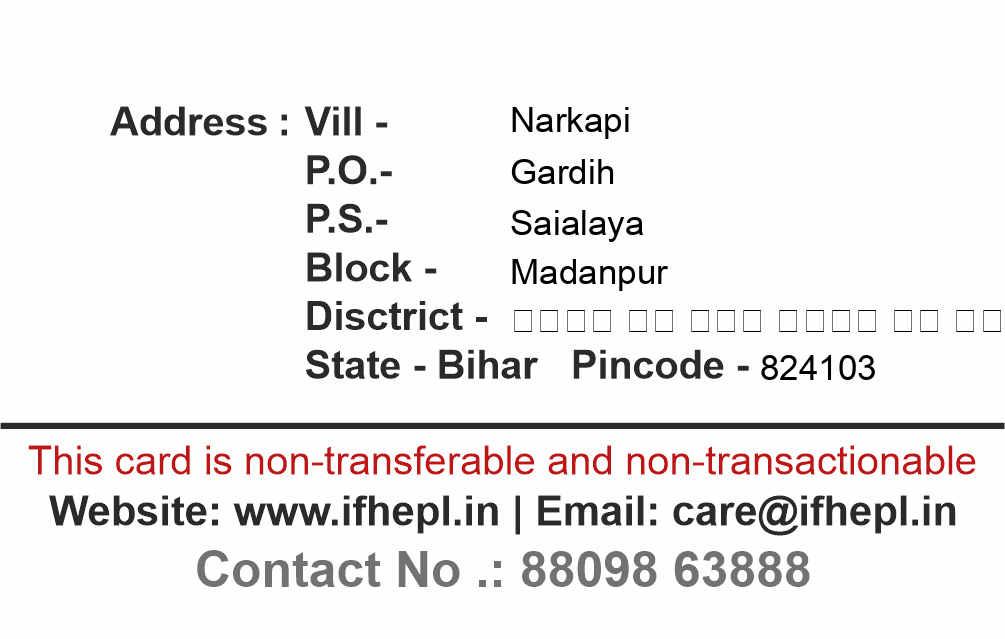 Address : Vill - Narkapi
P.O.- Gardih
P.S.- Saialaya
Block - Madanpur
Disctrict -
State - Bihar Pincode - 824103
This card is non-transferable and non-transactionable
Website: www.ifhepl.in | Email: care@ifhepl.in
Contact No .: 88098 63888